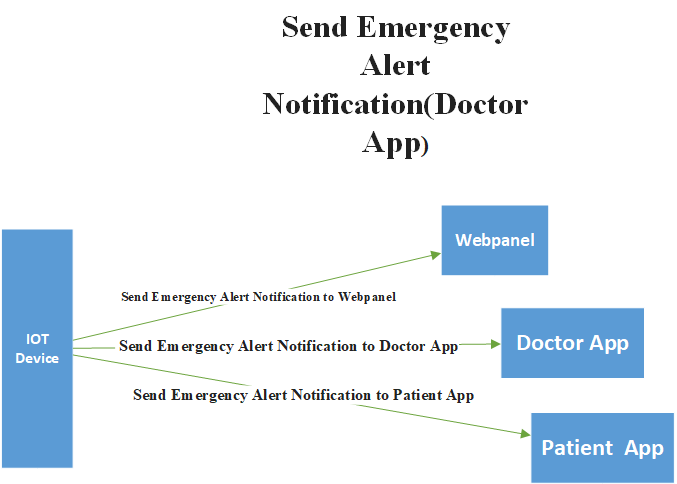 Send Emergency
Alert
Notification(Doctor
App)
Webpanel
Send Emergency Alert Notification to Webpanel
IOT
Device
Send Emergency Alert Notification to Doctor App
Doctor App
Send Emergency Alert Notification to Patient App
Patient App